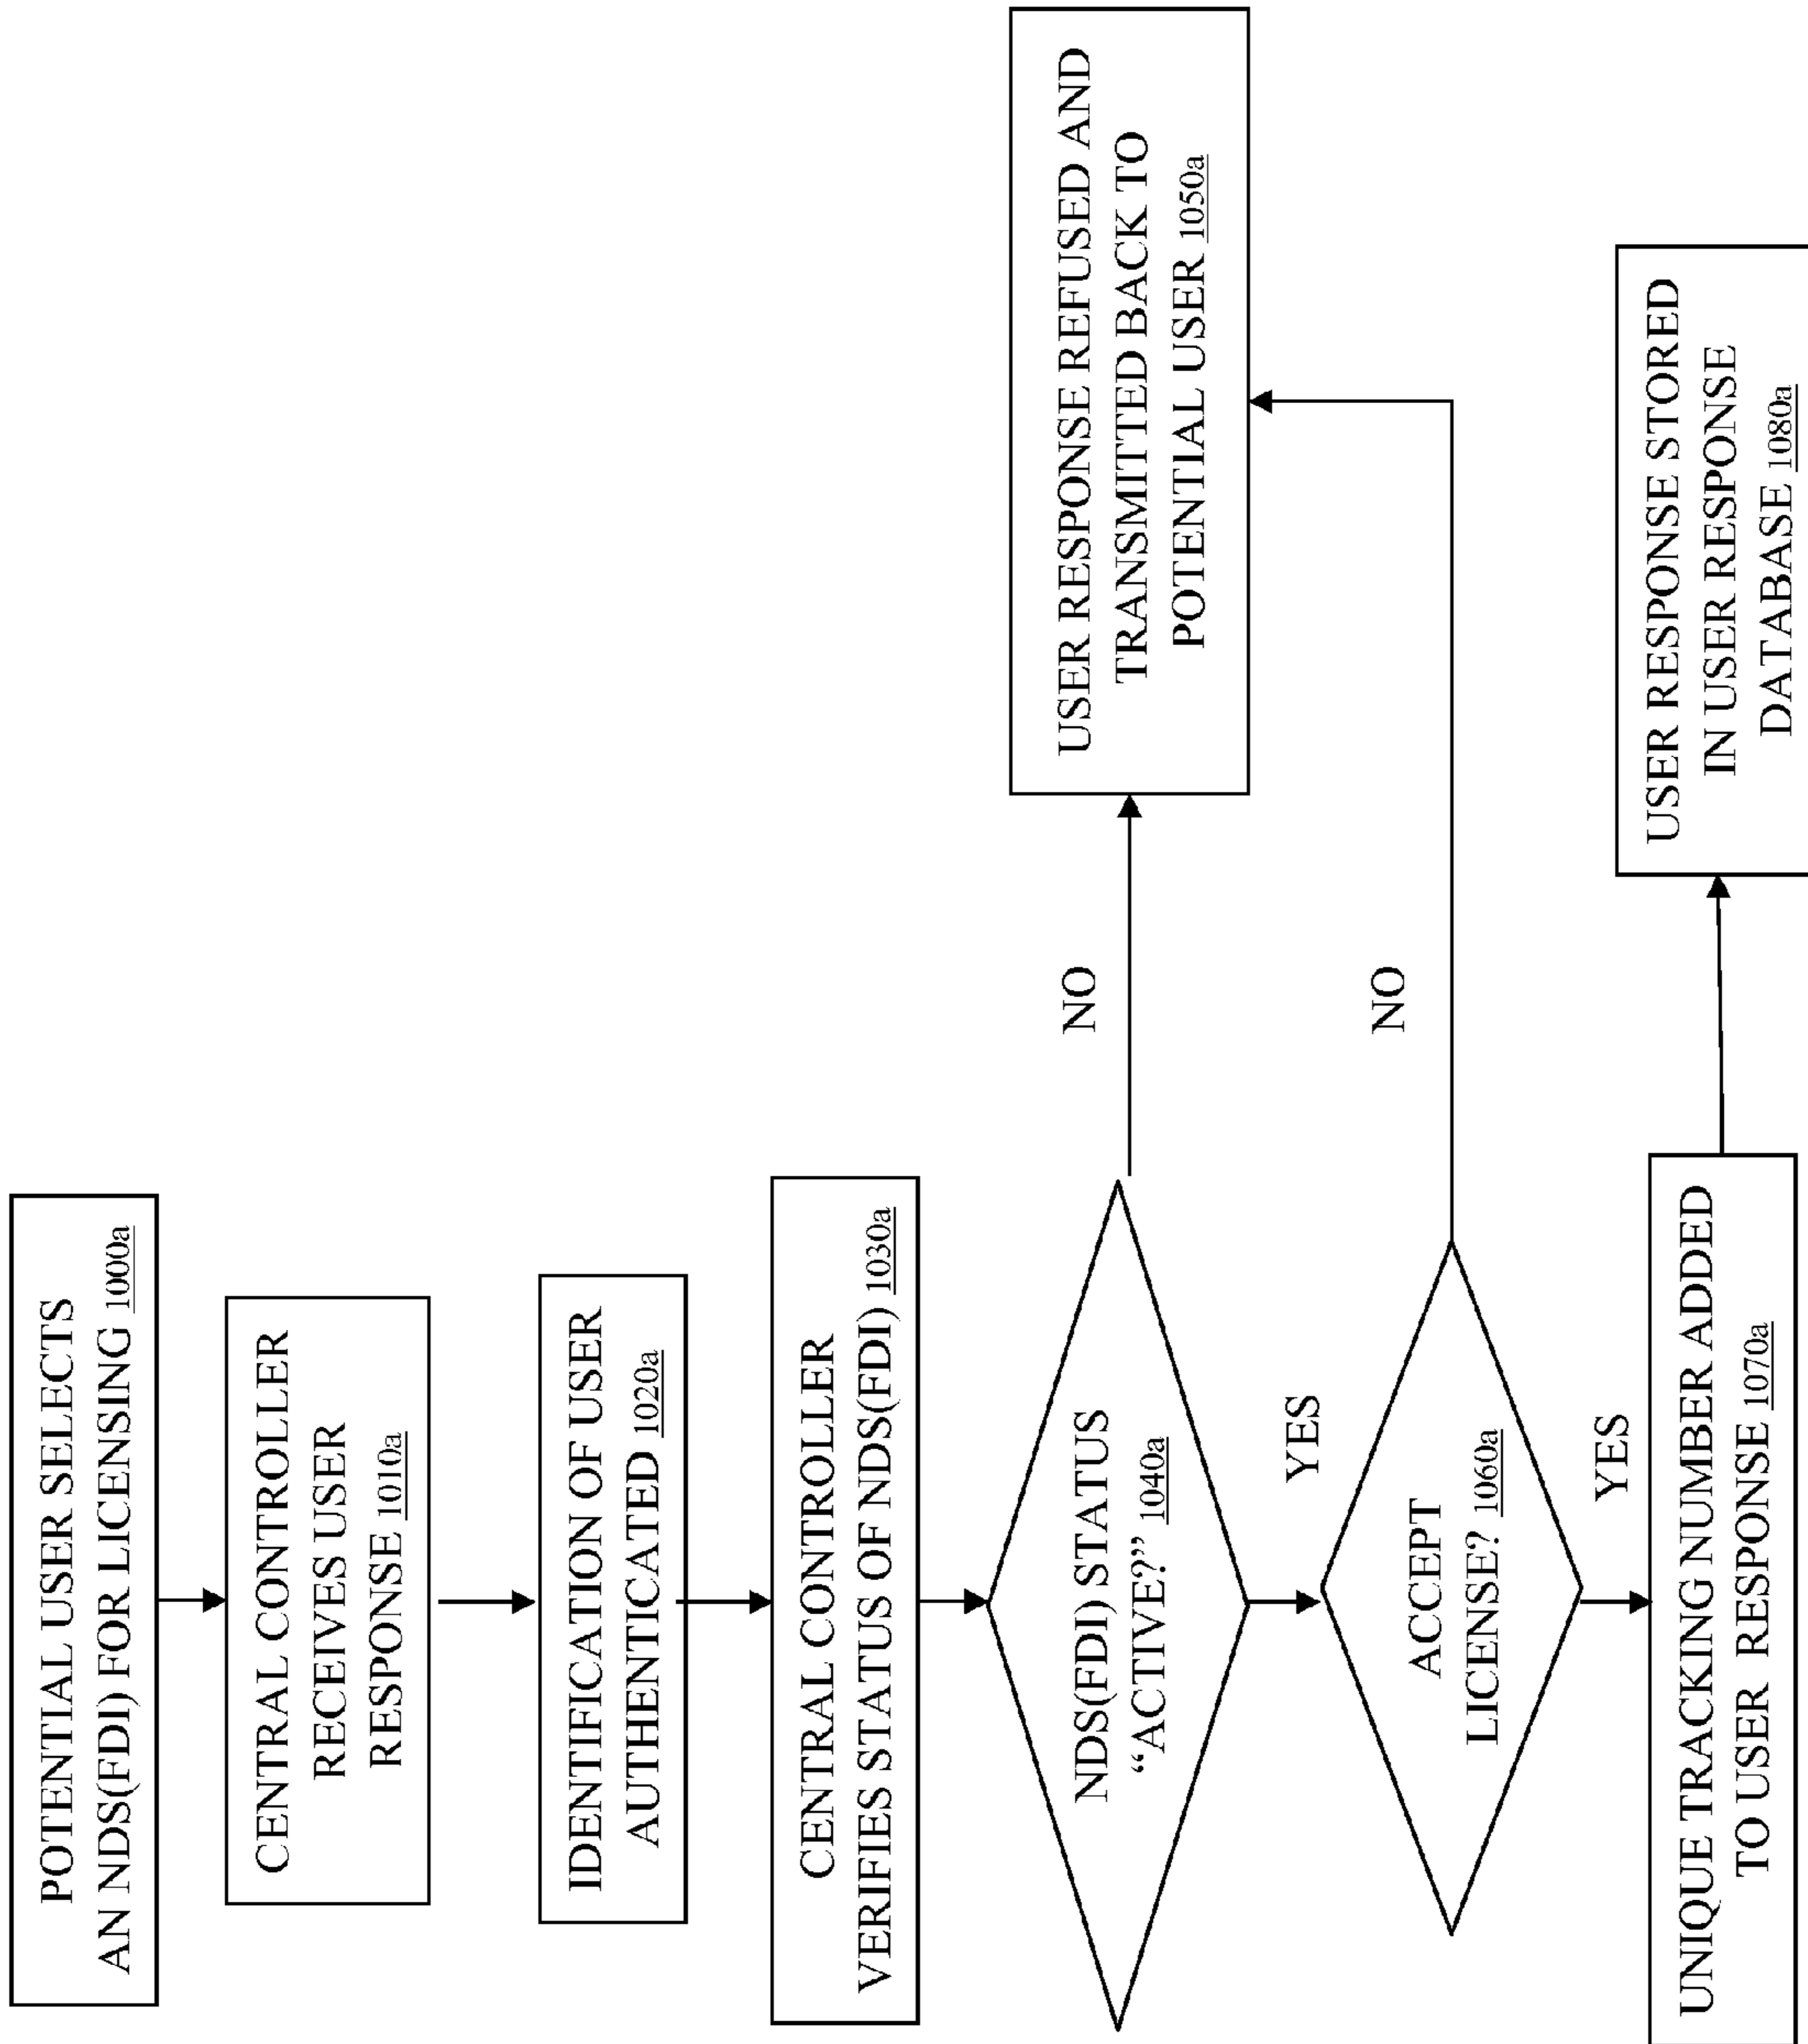 POTENTIAL USER SELECTS
AN NDS(FDI) FOR LICENSING 1000a
CENTRAL CONTROLLER
RECEIVES USER
RESPONSE 1010a
IDENTIFICATION OF USER
AUTHENTICATED 1020a
CENTRAL CONTROLLER
VERIFIES STATUS OF NDS(FDI) 1030a
NDS(FDI) STATUS
“ACTIVE?” 1040a
NO
USER RESPONSE REFUSED AND
TRANSMITTED BACK TO
POTENTIAL USER 1050a
YES
ACCEPT
LICENSE? 1060a
NO
YES
UNIQUE TRACKING NUMBER ADDED
TO USER RESPONSE 1070a
USER RESPONSE STORED
IN USER RESPONSE
DATABASE 1080a